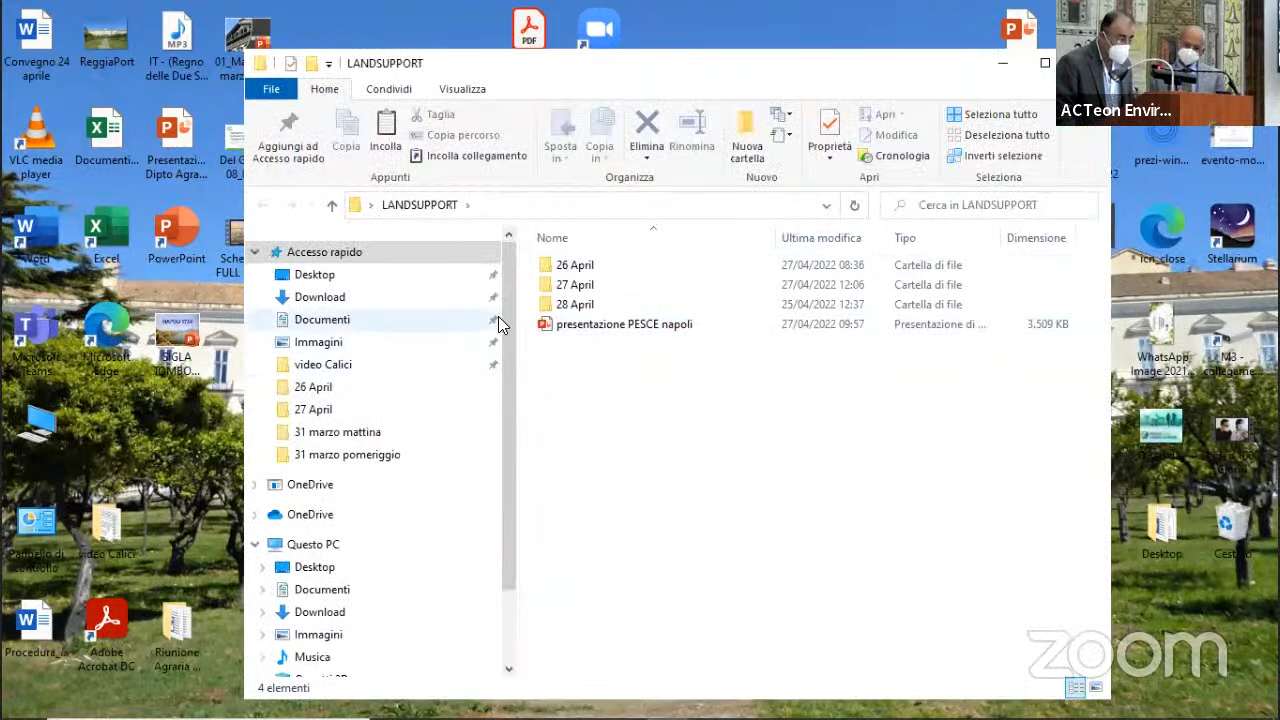 Convegno 24
aprile
ReggiaPort
MP3
IT - (Regno
delle Due S...
PDF
LANDSUPPORT
File
Home
Condividi
Visualizza
Aggiungi ad
Accesso rapido
Copia
Incolla
Taglia
Copia percorso
Incolla collegamento
Appunti
Sposta
in
Copia
in
Elimina
Rinomina
Organizza
Nuova
cartella
Nuovo
Proprietà
Apri
Modifica
Cronologia
Apri
Seleziona tutto
Deseleziona tutto
Inverti selezione
Seleziona
LANDSUPPORT
Cerca in LANDSUPPORT
Nome
Ultima modifica
Tipo
Dimensione
26 April
27/04/2022 08:36
Cartella di file
27 April
27/04/2022 12:06
Cartella di file
28 April
25/04/2022 12:37
Cartella di file
presentazione PESCE napoli
27/04/2022 09:57
Presentazione di ...
3.509 KB
Accesso rapido
Desktop
Download
Documenti
Immagini
video Calici
26 April
27 April
31 marzo mattina
31 marzo pomeriggio
OneDrive
OneDrive
Questo PC
Desktop
Documenti
Download
Immagini
Musica
4 elementi
VLC media
player
Documenti...
Presentazi...
Dipto Agra...
Word
Excel
PowerPoint
Microsoft
Teams
Microsoft
Edge
SIGLA
Pannello di
controllo
video Calici
Procedura_...
Adobe
Acrobat DC
Riunione
Agraria ...
ACTeon Envir...
prezi-win...
evento-mo...
icn_close
Stellarium
WhatsApp
Image 2021...
M3 -
collegame...
Desktop
Cestino
zoom